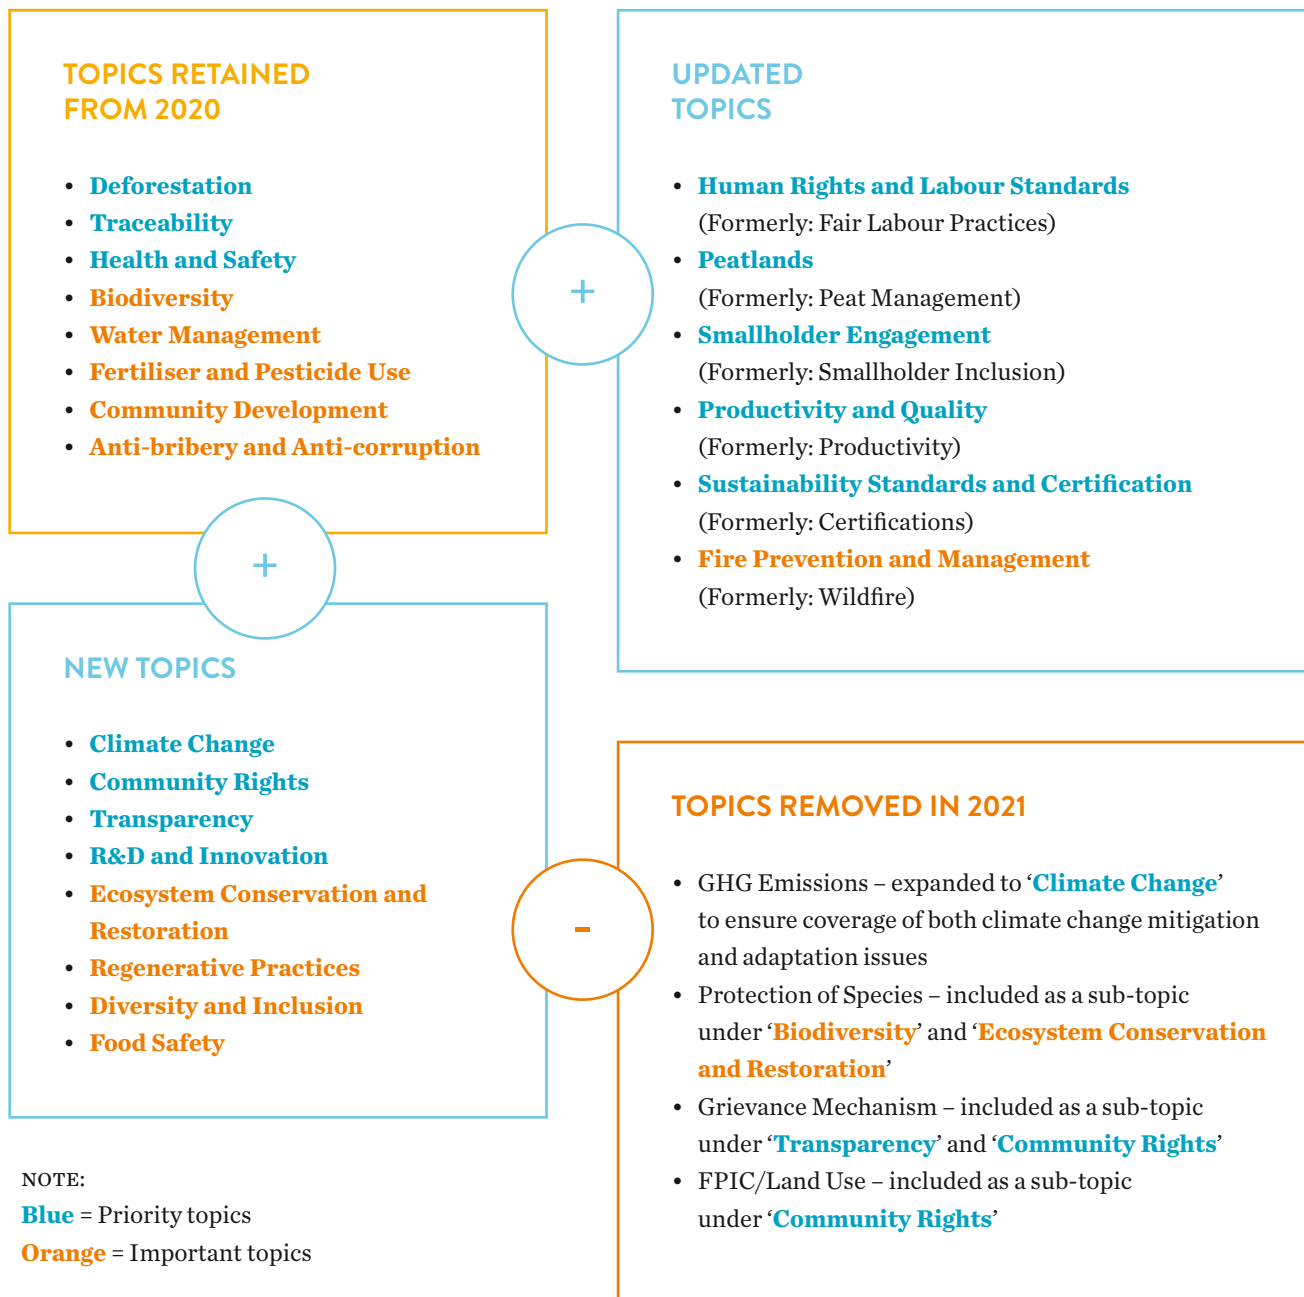 TOPICS RETAINED
FROM 2020
• Deforestation
• Traceability
• Health and Safety
• Biodiversity
• Water Management
• Fertiliser and Pesticide Use
• Community Development
• Anti-bribery and Anti-corruption
+
UPDATED
TOPICS
• Human Rights and Labour Standards
(Formerly: Fair Labour Practices)
• Peatlands
(Formerly: Peat Management)
• Smallholder Engagement
(Formerly: Smallholder Inclusion)
• Productivity and Quality
(Formerly: Productivity)
• Sustainability Standards and Certification
(Formerly: Certifications)
• Fire Prevention and Management
(Formerly: Wildfire)
+
NEW TOPICS
• Climate Change
• Community Rights
• Transparency
• R&D and Innovation
• Ecosystem Conservation and
Restoration
• Regenerative Practices
• Diversity and Inclusion
• Food Safety
-
TOPICS REMOVED IN 2021
• GHG Emissions – expanded to ‘Climate Change’
to ensure coverage of both climate change mitigation
and adaptation issues
• Protection of Species – included as a sub-topic
under ‘Biodiversity’ and ‘Ecosystem Conservation
and Restoration’
• Grievance Mechanism – included as a sub-topic
under ‘Transparency’ and ‘Community Rights’
• FPIC/Land Use – included as a sub-topic
under ‘Community Rights’
NOTE:
Blue = Priority topics
Orange = Important topics